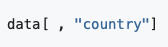 data[ , "country"]